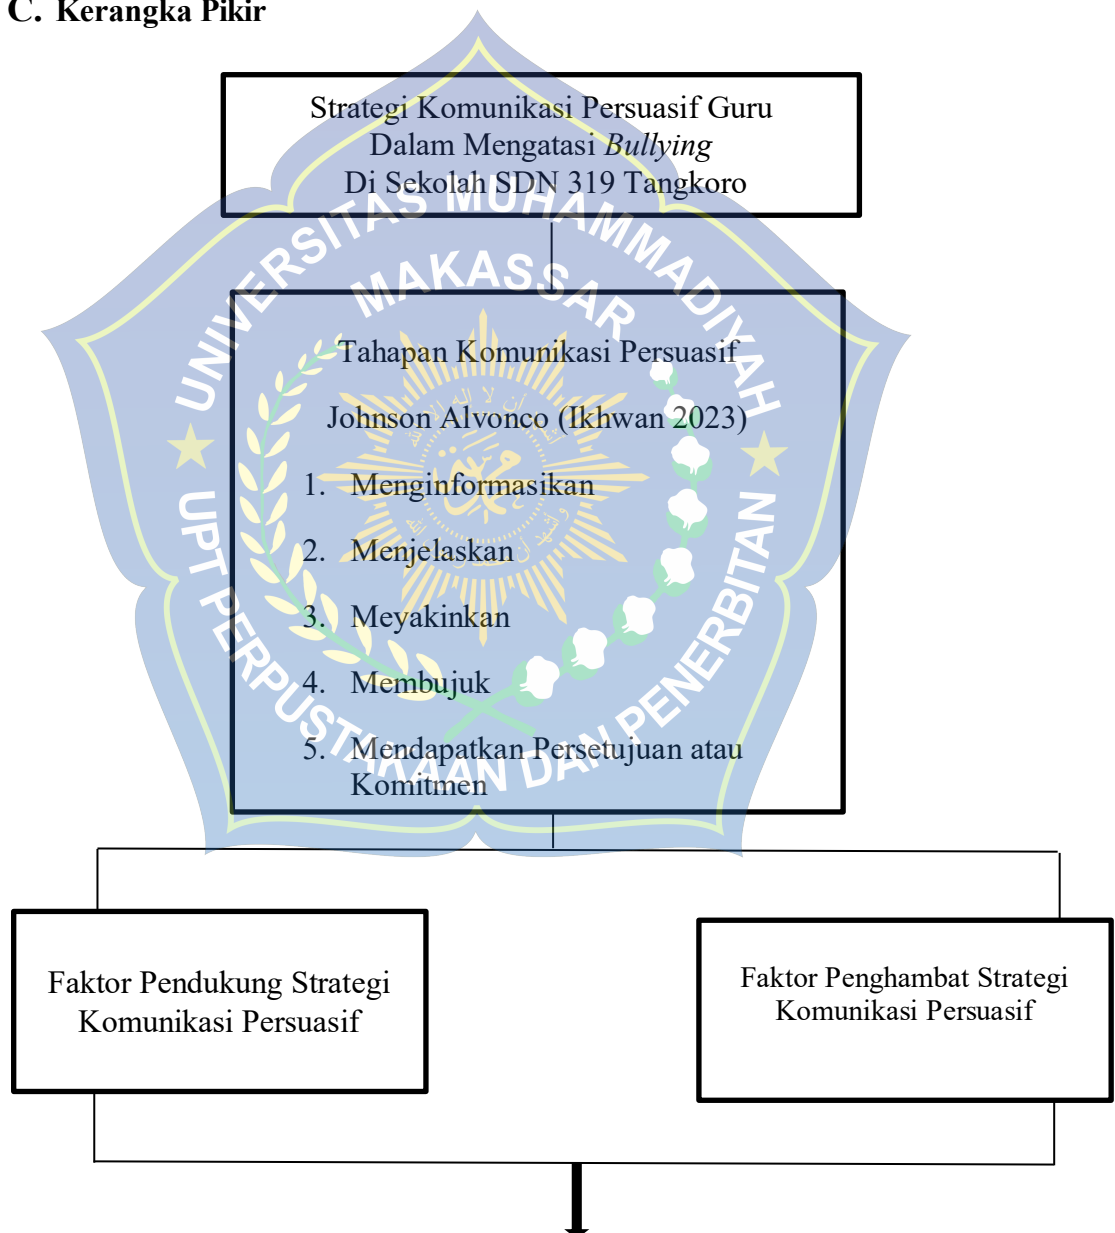 C. Kerangka Pikir
Strategi Komunikasi Persuasif Guru
Dalam Mengatasi Bullying
Di Sekolah SDN 319 Tangkoro
UNIVERSITAS MUHAMMADIYAH
MAKASSAR
Tahapan Komunikasi Persuasif
Johnson Alvonco (Ikhwan 2023)
1. Menginformasikan
2. Menjelaskan
3. Meyakinkan
4. Membujuk
5. Mendapatkan Persetujuan atau
Komitmen
UPT PERPUSTAKAAN DAN PENERBITAN
Faktor Pendukung Strategi
Komunikasi Persuasif
Faktor Penghambat Strategi
Komunikasi Persuasif